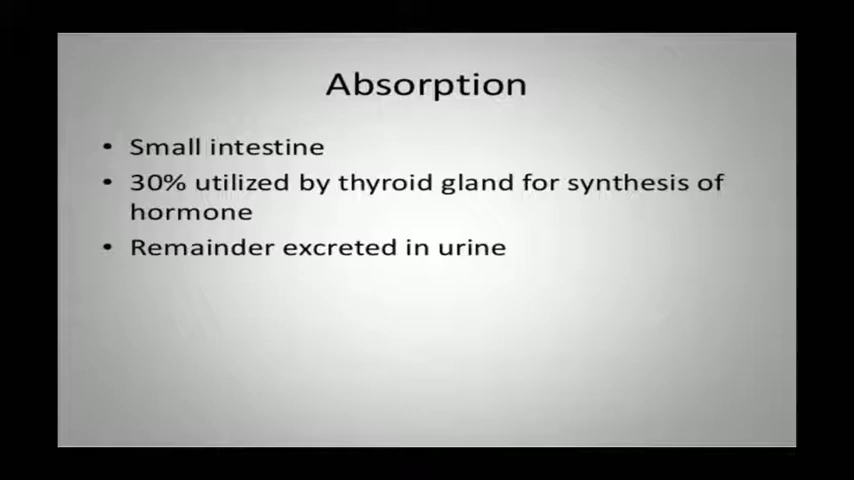 Absorption
• Small intestine
• 30% utilized by thyroid gland for synthesis of
hormone
• Remainder excreted in urine